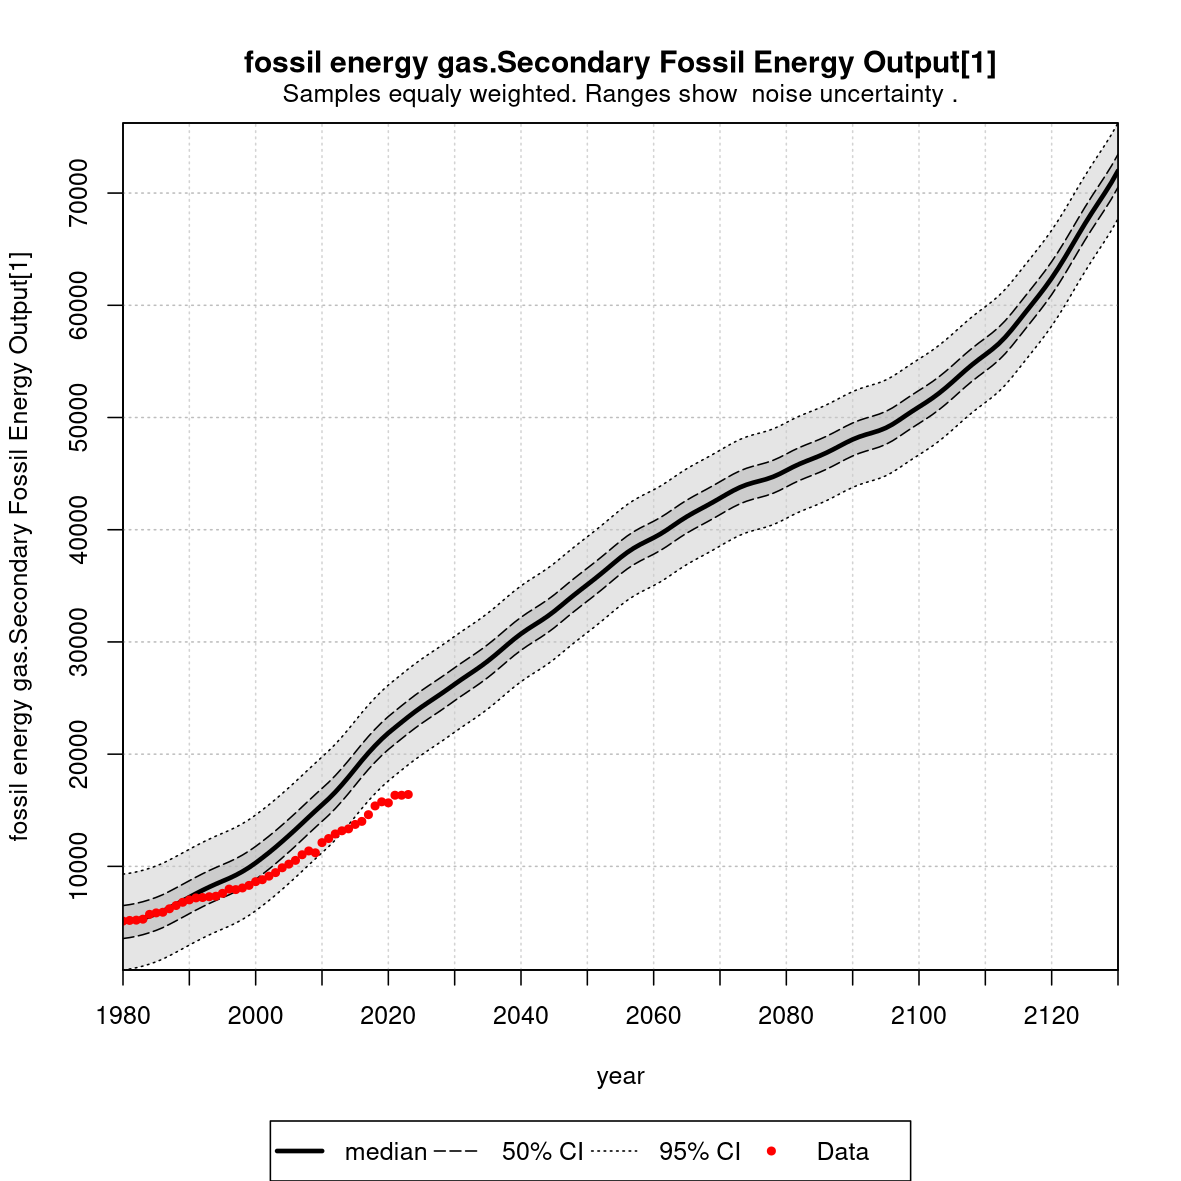 fossil energy gas.Secondary Fossil Energy Output[1]
Samples equaly weighted. Ranges show  noise uncertainty .
fossil energy gas.Secondary Fossil Energy Output[1]
70000
60000
50000
40000
30000
20000
10000
1980 2000 2020 2040 2060 2080 2100 2120
year
median 50% CI 95% CI Data